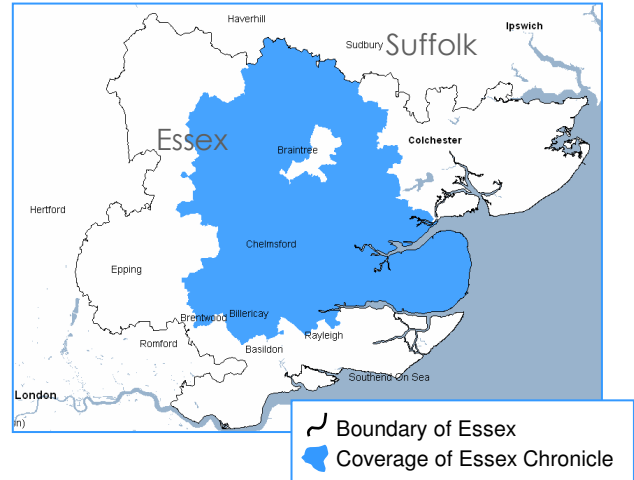 Haverhill
Ipswich
Sudbury
Suffolk
Essex
Braintree
Colchester
Hertford
Chelmsford
Epping
Brentwood
Billericay
Rayleigh
Romford
Basildon
Southend On Sea
London
in)
Boundary of Essex
Coverage of Essex Chronicle